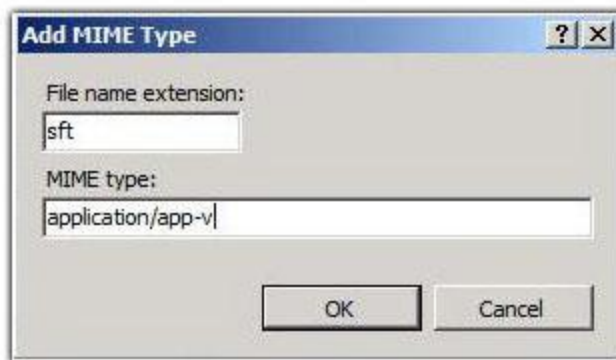 Add MIME Type
File name extension:
sft
MIME type:
application/app-v
OK Cancel